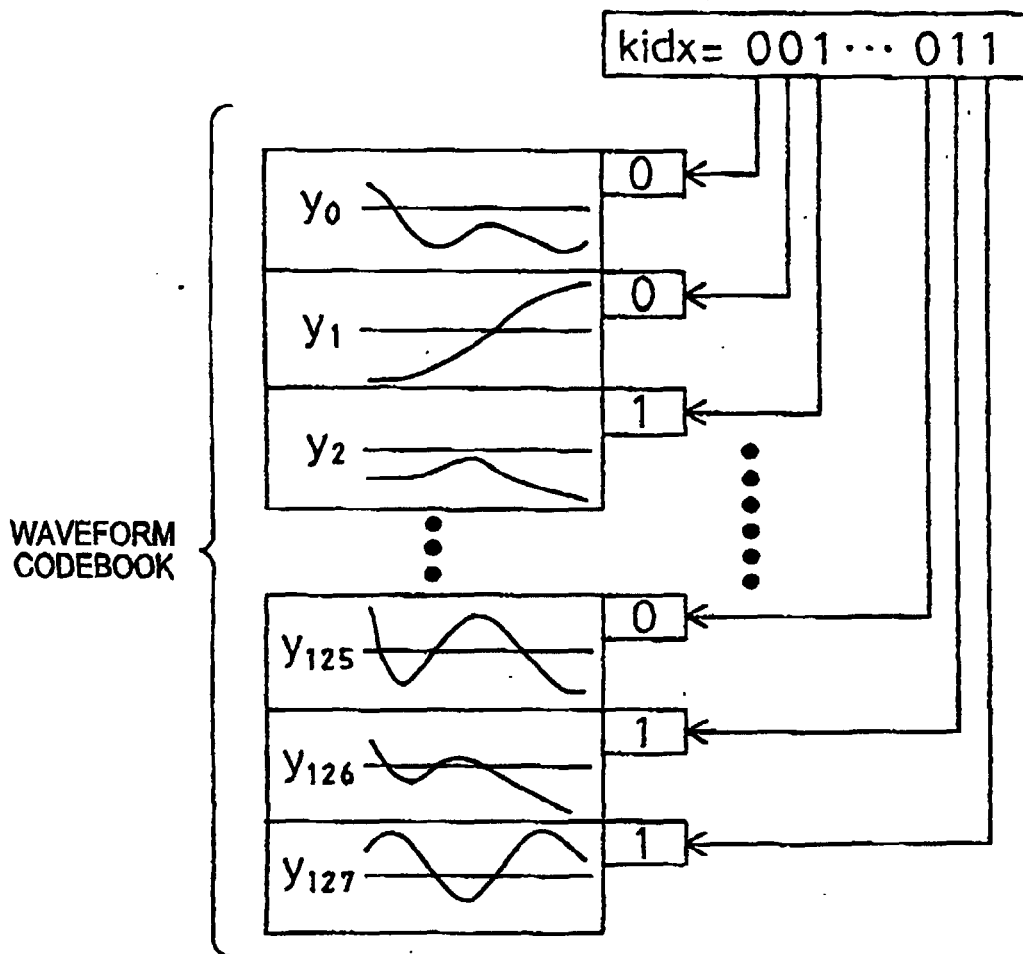 kidx= 001··· 011
y0
0
y1
0
y2
1
WAVEFORM
CODEBOOK
y125
0
y126
1
y127
1